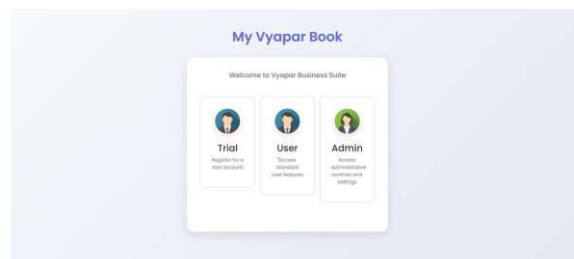 My Vyapar Book
Welcome to Vyapar Business Suite
Trial
Register for a
trial account
User
"Access
standard
user features
Admin
Access
administrative
controls and
settings